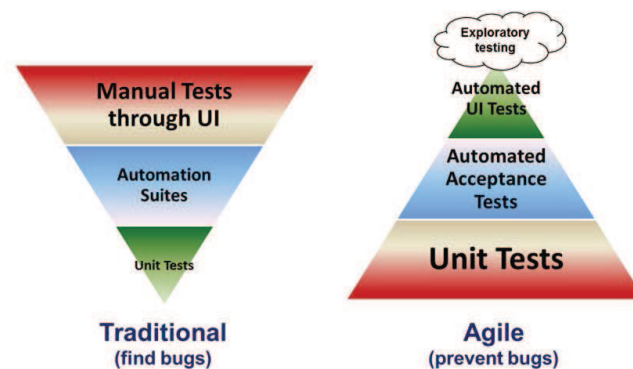 Manual Tests
through UI
Automation
Suites
Unit Tests
Traditional
(find bugs)
Exploratory
testing
Automated
UI Tests
Automated
Acceptance
Tests
Unit Tests
Agile
(prevent bugs)